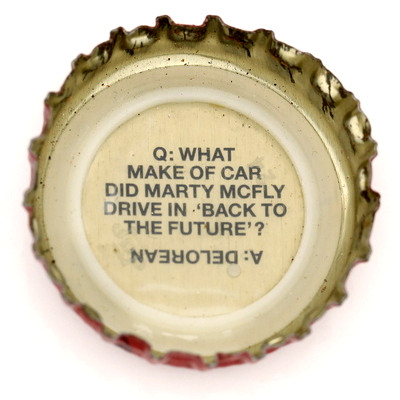 Q: WHAT
MAKE OF CAR
DID MARTY MCFLY
DRIVE IN ‘BACK TO
THE FUTURE’?
A: DELOREAN